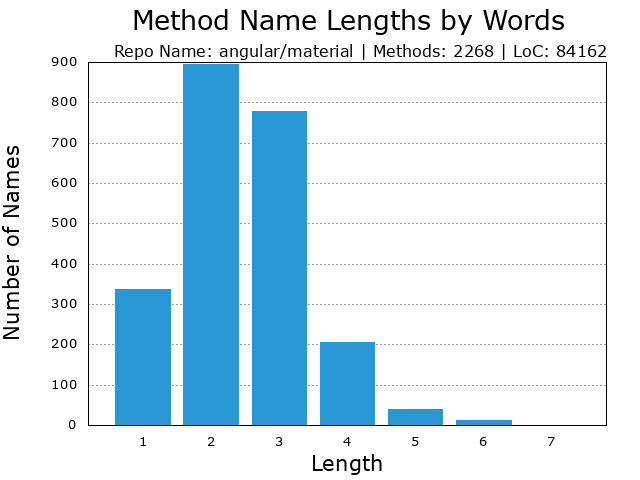 Method Name Lengths by Words
Repo Name: angular/material | Methods: 2268 | LoC: 84162
Number of Names
900
800
700
600
500
400
300
200
100
0
1 2 3 4 5 6 7
Length